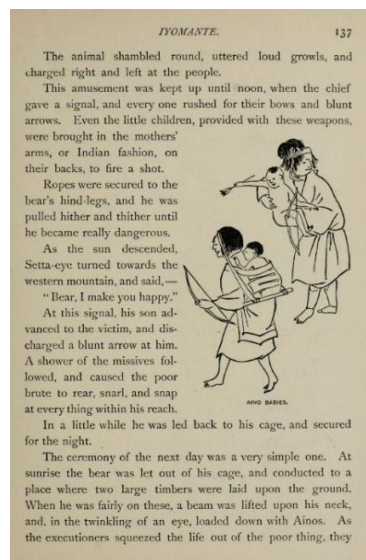 IYOMANTE. 137
The animal shambled round, uttered loud growls, and
charged right and left at the people.
This amusement was kept up until noon, when the chief
gave a signal, and every one rushed for their bows and blunt
arrows. Even the little children, provided with these weapons,
were brought in the mothers'
arms, or Indian fashion, on
their backs, to fire a shot.
Ropes were secured to the
bear's hind-legs, and he was
pulled hither and thither until
he became really dangerous.
As the sun descended,
Setta-eye turned towards the
western mountain, and said,—
"Bear, I make you happy."
At this signal, his son ad-
vanced to the victim, and dis-
charged a blunt arrow at him.
A shower of the missives fol-
lowed, and caused the poor
brute to rear, snarl, and snap
at every thing within his reach.
AINO BABIES.
In a little while he was led back to his cage, and secured
for the night.
The ceremony of the next day was a very simple one. At
sunrise the bear was let out of his cage, and conducted to a
place where two large timbers were laid upon the ground.
When he was fairly on these, a beam was lifted upon his neck,
and, in the twinkling of an eye, loaded down with Ainos. As
the executioners squeezed the life out of the poor thing, they